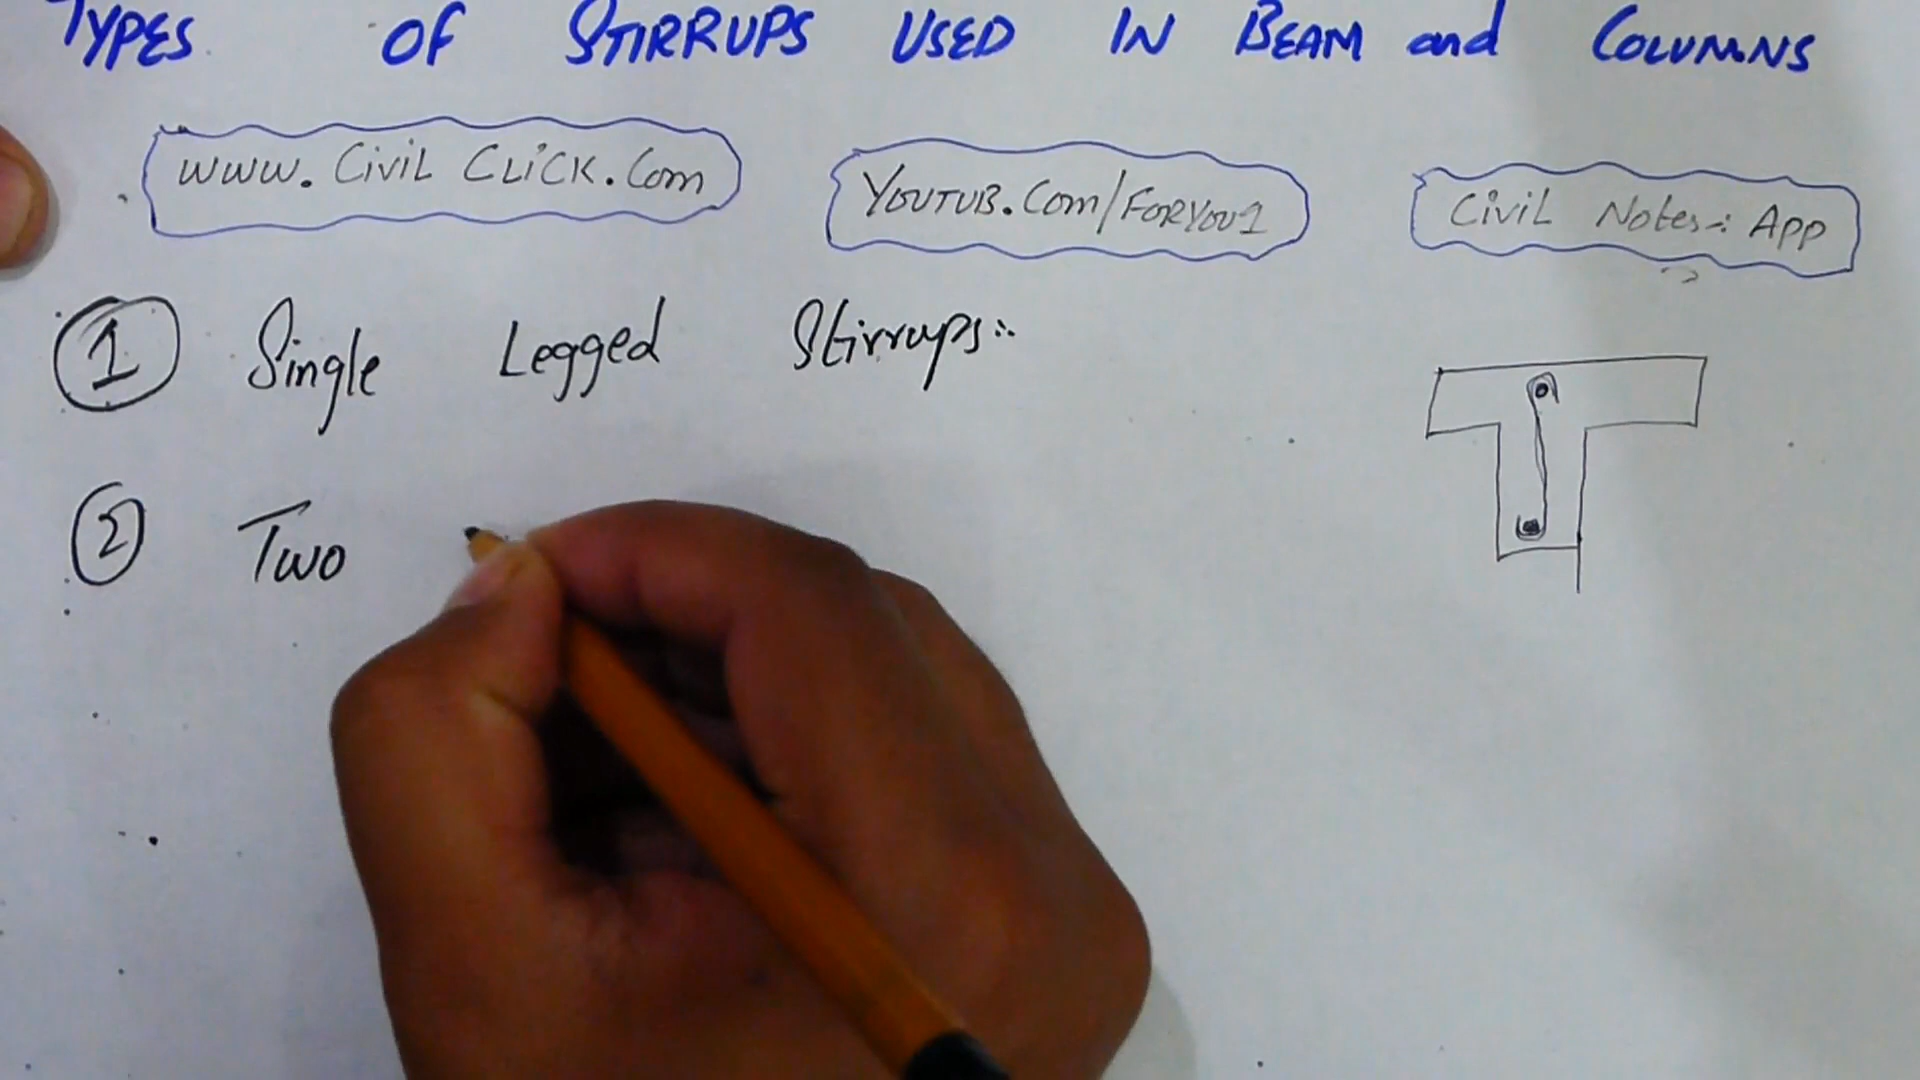 TYPES OF STIRRUPS USED IN BEAM and COLUMNS
www. Civil CLiCK.Com
YOUTUB.Com/FORYOU1
Civil Notes-: App
1 Single Legged Stirrups:-
2 Two